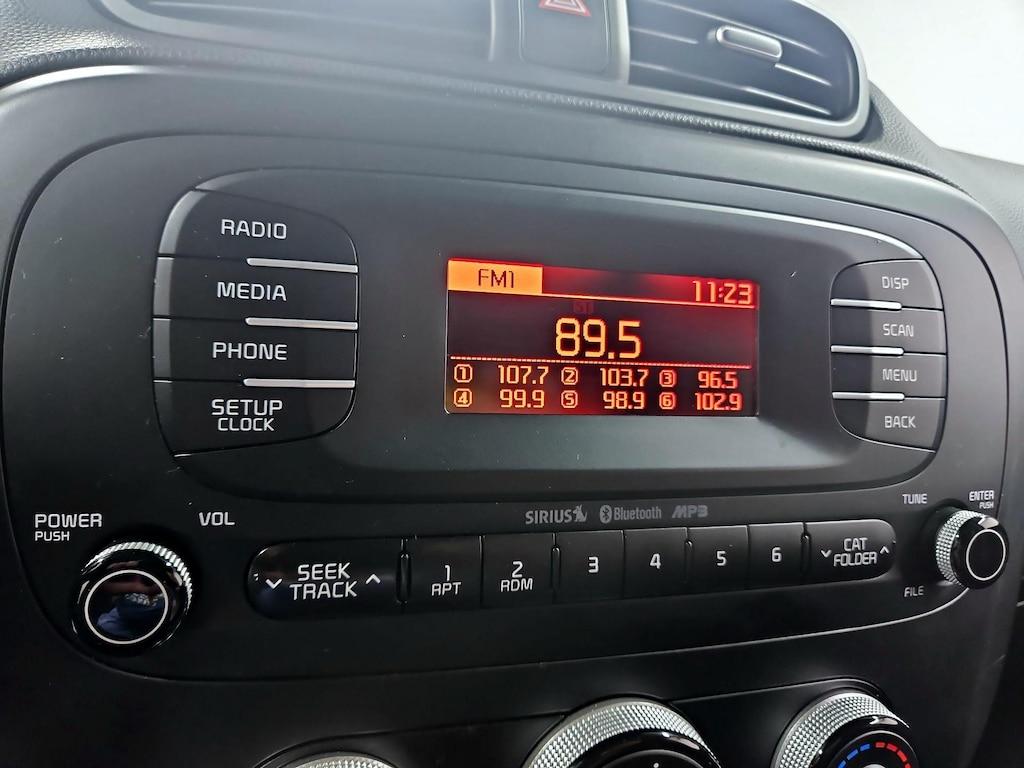 RADIO
MEDIA
PHONE
SETUP
CLOCK
FM1 11:23
89.5
1 107.7 2 103.7 3 96.5
4 99.9 5 98.9 6 102.9
DISP
SCAN
MENU
BACK
POWER
PUSH
VOL
SIRIUS Bluetooth MP3
TUNE
ENTER
PUSH
SEEK
TRACK
1
RPT
2
RDM
3
4
5
6
CAT
FOLDER
FILE